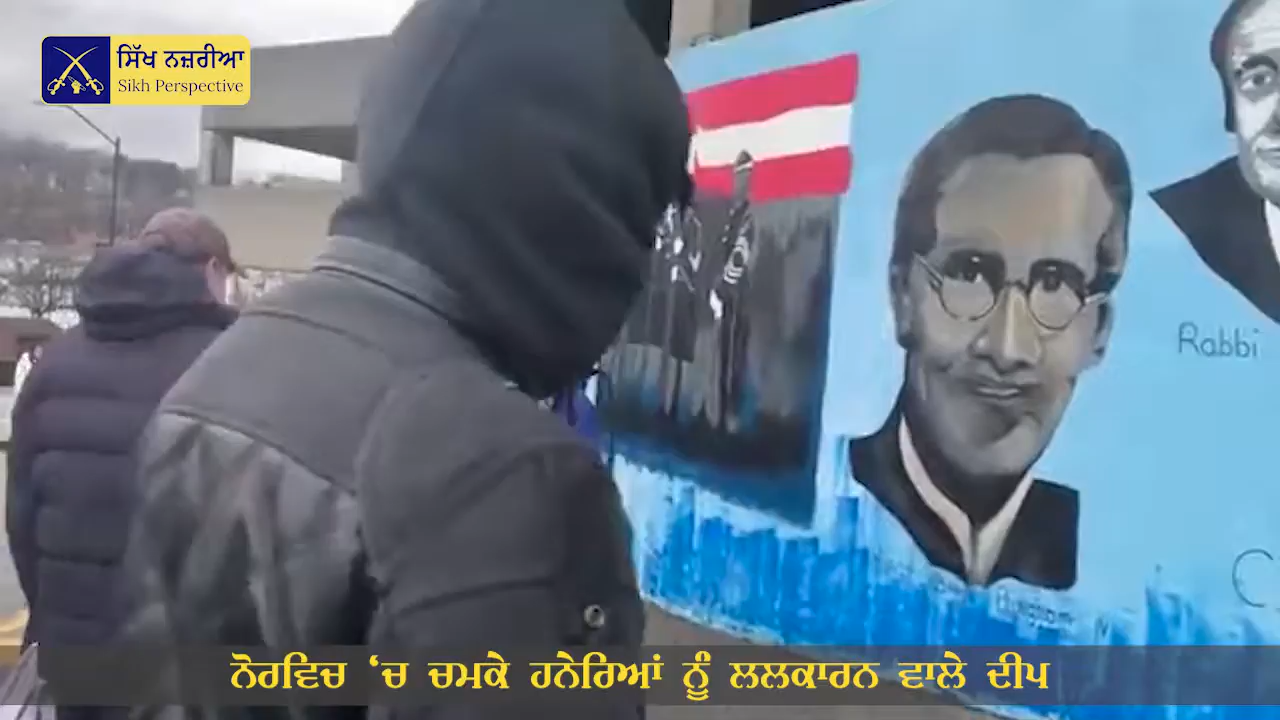 ਸਿੱਖ ਨਜ਼ਰੀਆ
Sikh Perspective
Rabbi
ਨੋਰਵਿਚ ‘ਚ ਚਮਕੇ ਹਨੇਰਿਆਂ ਨੂੰ ਲਲਕਾਰਨ ਵਾਲੇ ਦੀਪ